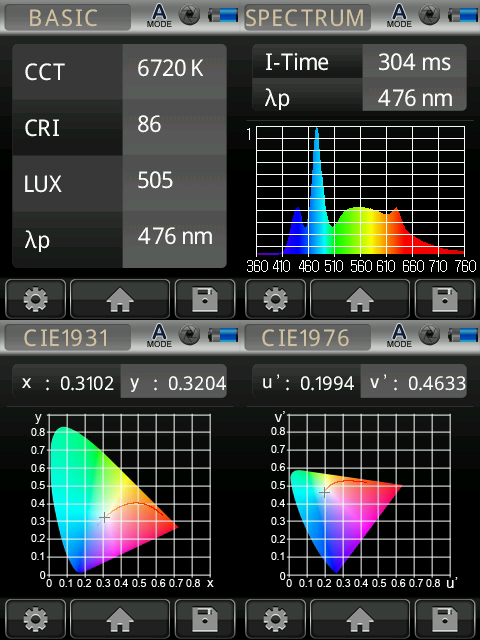 BASIC
A
MODE
CCT 6720 K
CRI 86
LUX 505
λp 476 nm
SPECTRUM
A
MODE
I-Time 304 ms
λp 476 nm
1
360 410 460 510 560 610 660 710 760
CIE1931
A
MODE
x : 0.3102 y : 0.3204
y
0.8
0.7
0.6
0.5
0.4
0.3
0.2
0.1
0
0 0.1 0.2 0.3 0.4 0.5 0.6 0.7 0.8 x
CIE1976
A
MODE
u' : 0.1994 v' : 0.4633
v'
0.8
0.7
0.6
0.5
0.4
0.3
0.2
0.1
0
0 0.1 0.2 0.3 0.4 0.5 0.6 0.7 0.8 u'